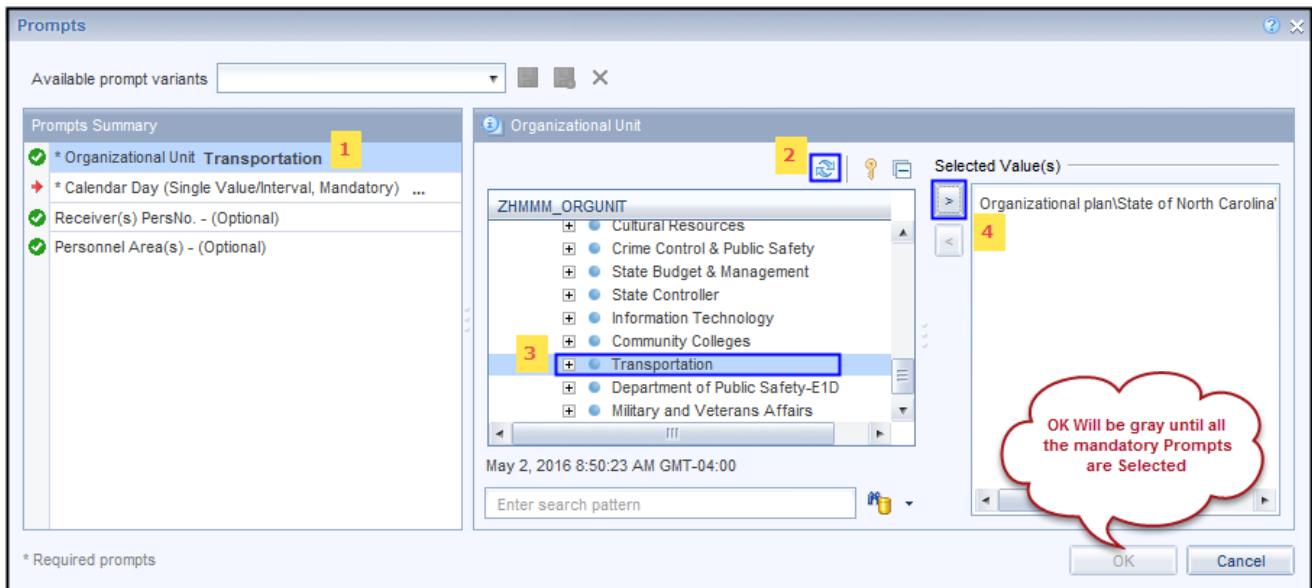 Prompts
Available prompt variants
Prompts Summary
* Organizational Unit Transportation 1
* Calendar Day (Single Value/Interval, Mandatory) ...
Receiver(s) PersNo. - (Optional)
Personnel Area(s) - (Optional)
Organizational Unit
2
ZHMMM_ORGUNIT
Cultural Resources
Crime Control & Public Safety
State Budget & Management
State Controller
Information Technology
Community Colleges
3 Transportation
Department of Public Safety-E1D
Military and Veterans Affairs
May 2, 2016 8:50:23 AM GMT-04:00
Enter search pattern
Selected Value(s)
>
Organizational plan\State of North Carolina'
<
4
OK Will be gray until all
the mandatory Prompts
are Selected
* Required prompts
OK
Cancel